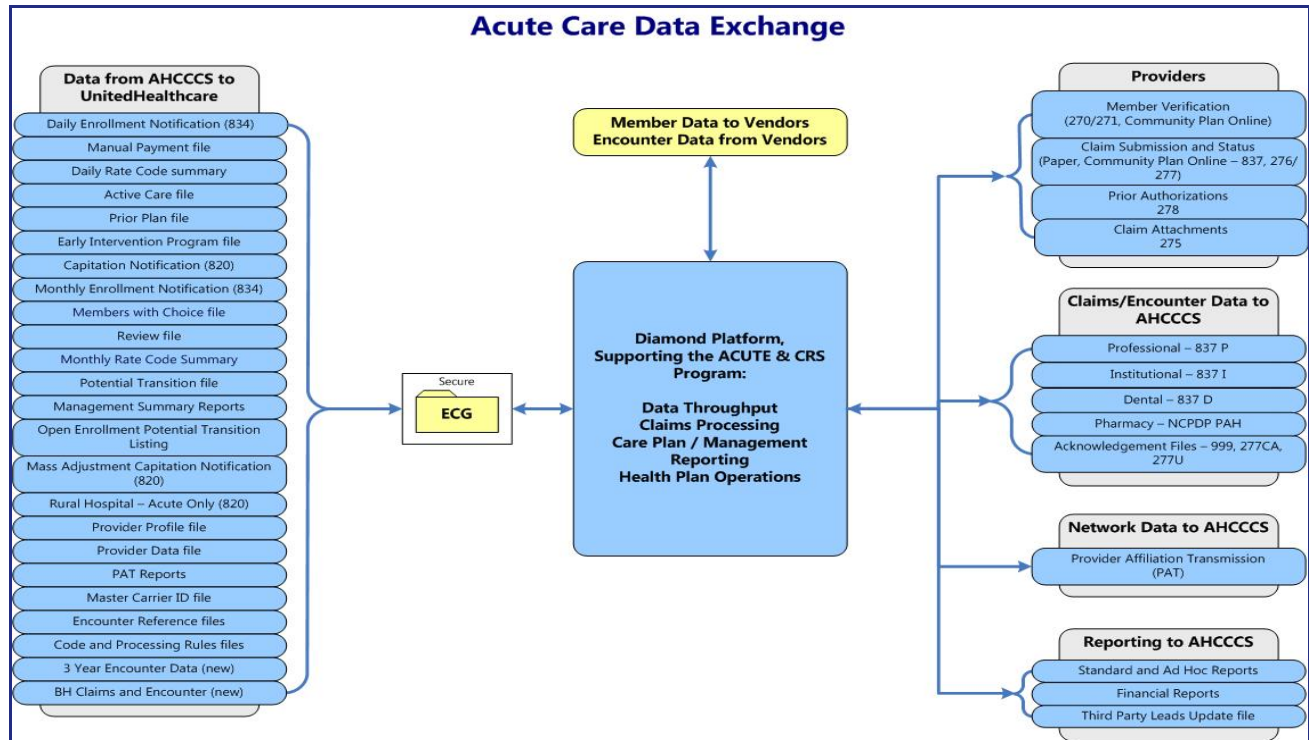 Acute Care Data Exchange
Data from AHCCCS to
UnitedHealthcare
Daily Enrollment Notification (834)
Manual Payment file
Daily Rate Code summary
Active Care file
Prior Plan file
Early Intervention Program file
Capitation Notification (820)
Monthly Enrollment Notification (834)
Members with Choice file
Review file
Monthly Rate Code Summary
Potential Transition file
Management Summary Reports
Open Enrollment Potential Transition
Listing
Mass Adjustment Capitation Notification
(820)
Rural Hospital – Acute Only (820)
Provider Profile file
Provider Data file
PAT Reports
Master Carrier ID file
Encounter Reference files
Code and Processing Rules files
3 Year Encounter Data (new)
BH Claims and Encounter (new)
Secure
ECG
Member Data to Vendors
Encounter Data from Vendors
Diamond Platform,
Supporting the ACUTE & CRS
Program:
Data Throughput
Claims Processing
Care Plan / Management
Reporting
Health Plan Operations
Providers
Member Verification
(270/271, Community Plan Online)
Claim Submission and Status
(Paper, Community Plan Online – 837, 276/
277)
Prior Authorizations
278
Claim Attachments
275
Claims/Encounter Data to
AHCCCS
Professional – 837 P
Institutional – 837 I
Dental – 837 D
Pharmacy – NCPDP PAH
Acknowledgement Files – 999, 277CA,
277U
Network Data to AHCCCS
Provider Affiliation Transmission
(PAT)
Reporting to AHCCCS
Standard and Ad Hoc Reports
Financial Reports
Third Party Leads Update file